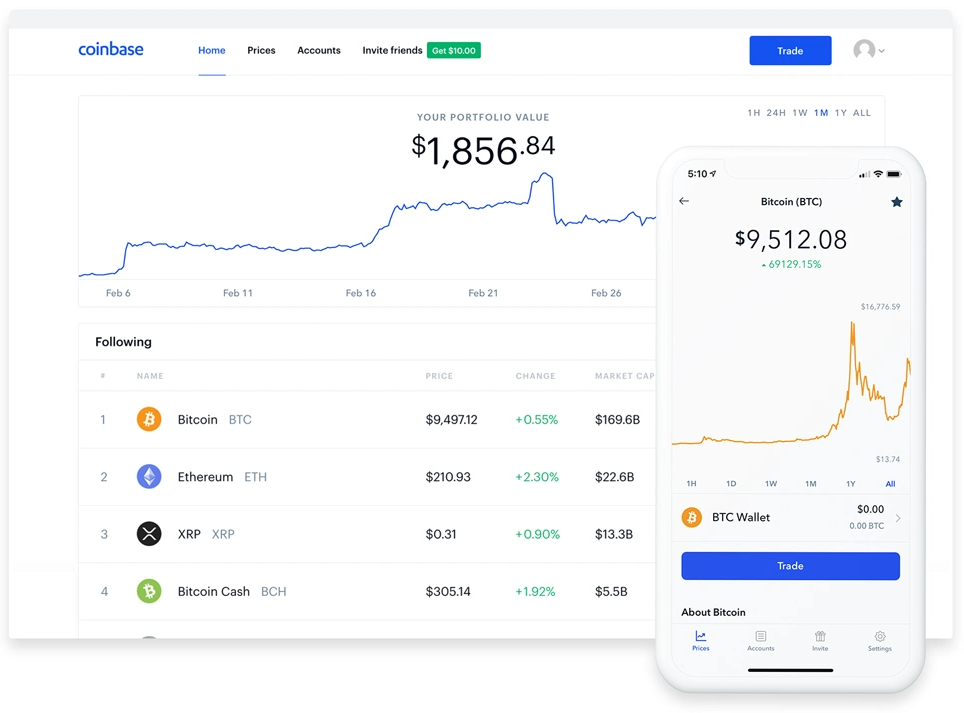 coinbase Home Prices Accounts Invite friends Get $10.00 Trade
YOUR PORTFOLIO VALUE
$1,856.84
1H 24H 1W 1M 1Y ALL
Feb 6 Feb 11 Feb 16 Feb 21 Feb 26
Following
# NAME PRICE CHANGE MARKET CAP
1 Bitcoin BTC $9,497.12 +0.55% $169.6B
2 Ethereum ETH $210.93 +2.30% $22.6B
3 XRP XRP $0.31 +0.90% $13.3B
4 Bitcoin Cash BCH $305.14 +1.92% $5.5B
5:10
Bitcoin (BTC)
$9,512.08
69129.15%
$16,776.59
$13.74
1H 1D 1W 1M 1Y All
BTC Wallet $0.00
0.00 BTC
Trade
About Bitcoin
Prices Accounts Invite Settings